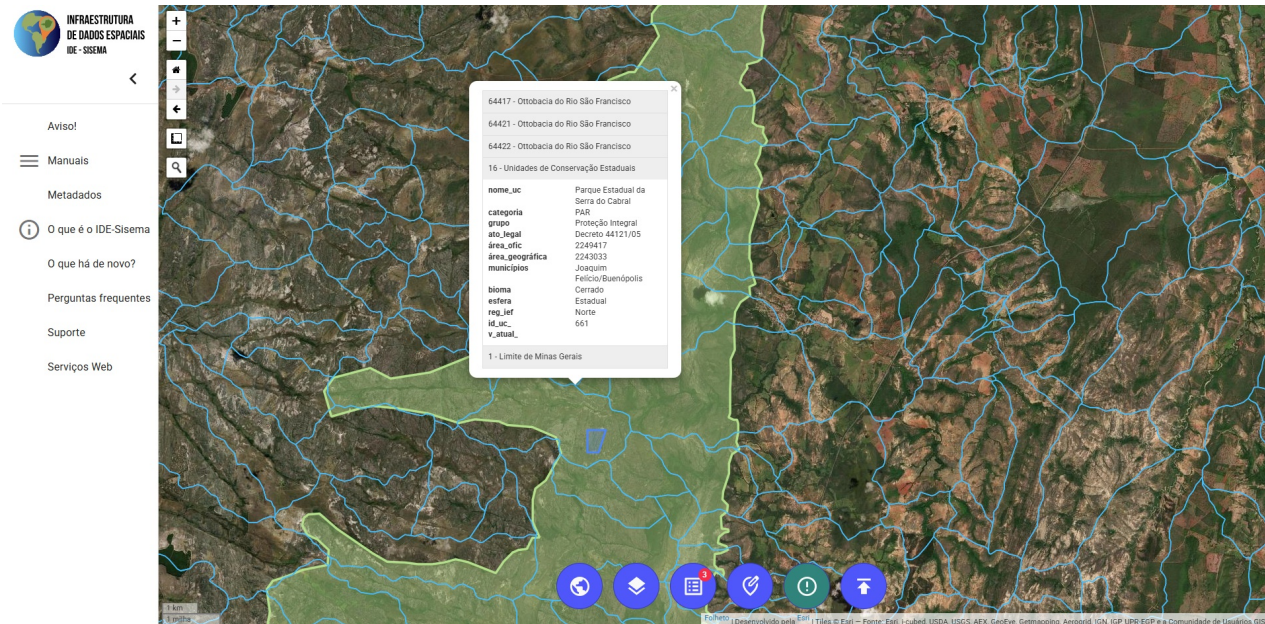 INFRAESTRUTURA
DE DADOS ESPACIAIS
IDE - SISEMA
Aviso!
Manuais
Metadados
O que é o IDE-Sisema
O que há de novo?
Perguntas frequentes
Suporte
Serviços Web
+
−
64417 - Ottobacia do Rio São Francisco
64421 - Ottobacia do Rio São Francisco
64422 - Ottobacia do Rio São Francisco
16 - Unidades de Conservação Estaduais
nome_uc Parque Estadual da
Serra do Cabral
categoria PAR
grupo Proteção Integral
ato_legal Decreto 44121/05
área_ofic 2249417
área_geográfica 2243033
municípios Joaquim
Felício/Buenópolis
bioma Cerrado
esfera Estadual
reg_ief Norte
id_uc_ 661
v_atual_
1 - Limite de Minas Gerais
×
3
1 km
1 milha
Folheto | Desenvolvido pela Esri | Tiles © Esri — Fonte: Esri, i-cubed, USDA, USGS, AEX, GeoEye, Getmapping, Aerogrid, IGN, IGP, UPR-EGP e a Comunidade de Usuários GIS